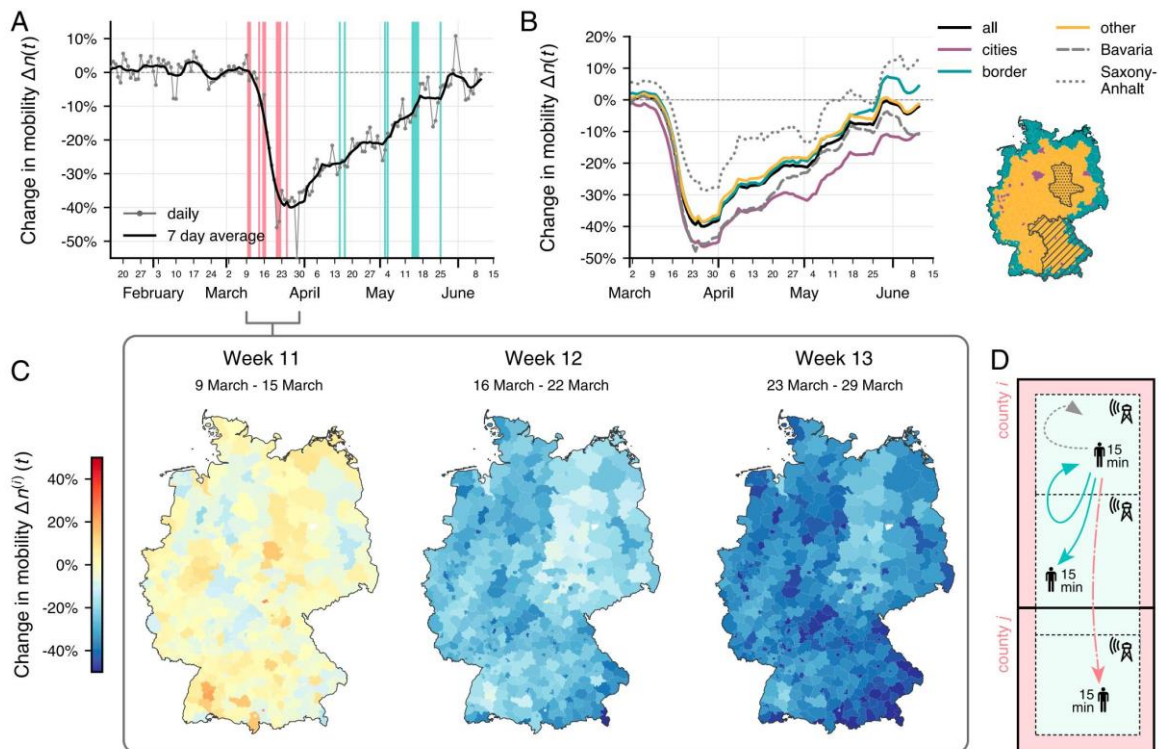 A
Change in mobility Δn(t)
10%
0%
-10%
-20%
-30%
-40%
-50%
daily
7 day average
20 27 3 10 17 24 2 9 16 23 30 6 13 20 27 4 11 18 25 1 8 15
February March April May June
B
Change in mobility Δn(t)
20%
10%
0%
-10%
-20%
-30%
-40%
-50%
2 9 16 23 30 6 13 20 27 4 11 18 25 1 8 15
March April May June
all
cities
border
other
Bavaria
Saxony-
Anhalt
C
Change in mobility Δn⁽ⁱ⁾(t)
40%
20%
0%
-20%
-40%
Week 11
9 March - 15 March
Week 12
16 March - 22 March
Week 13
23 March - 29 March
D
county i
15
min
15
min
county j
15
min